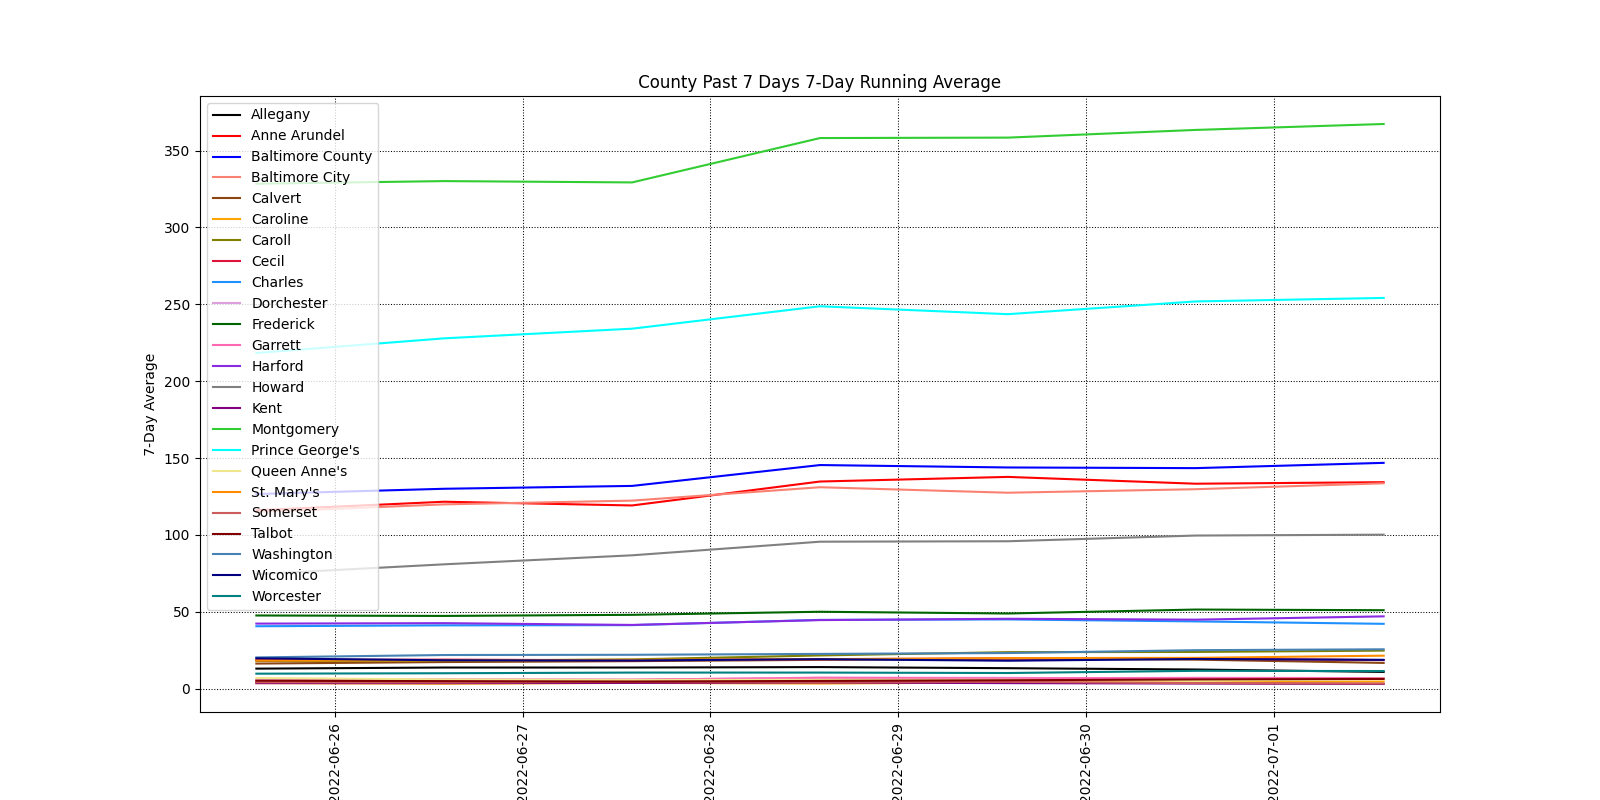 County Past 7 Days 7-Day Running Average
Allegany
Anne Arundel
Baltimore County
Baltimore City
Calvert
Caroline
Caroll
Cecil
Charles
Dorchester
Frederick
Garrett
Harford
Howard
Kent
Montgomery
Prince George's
Queen Anne's
St. Mary's
Somerset
Talbot
Washington
Wicomico
Worcester
7-Day Average
350
300
250
200
150
100
50
0
2022-06-26
2022-06-27
2022-06-28
2022-06-29
2022-06-30
2022-07-01